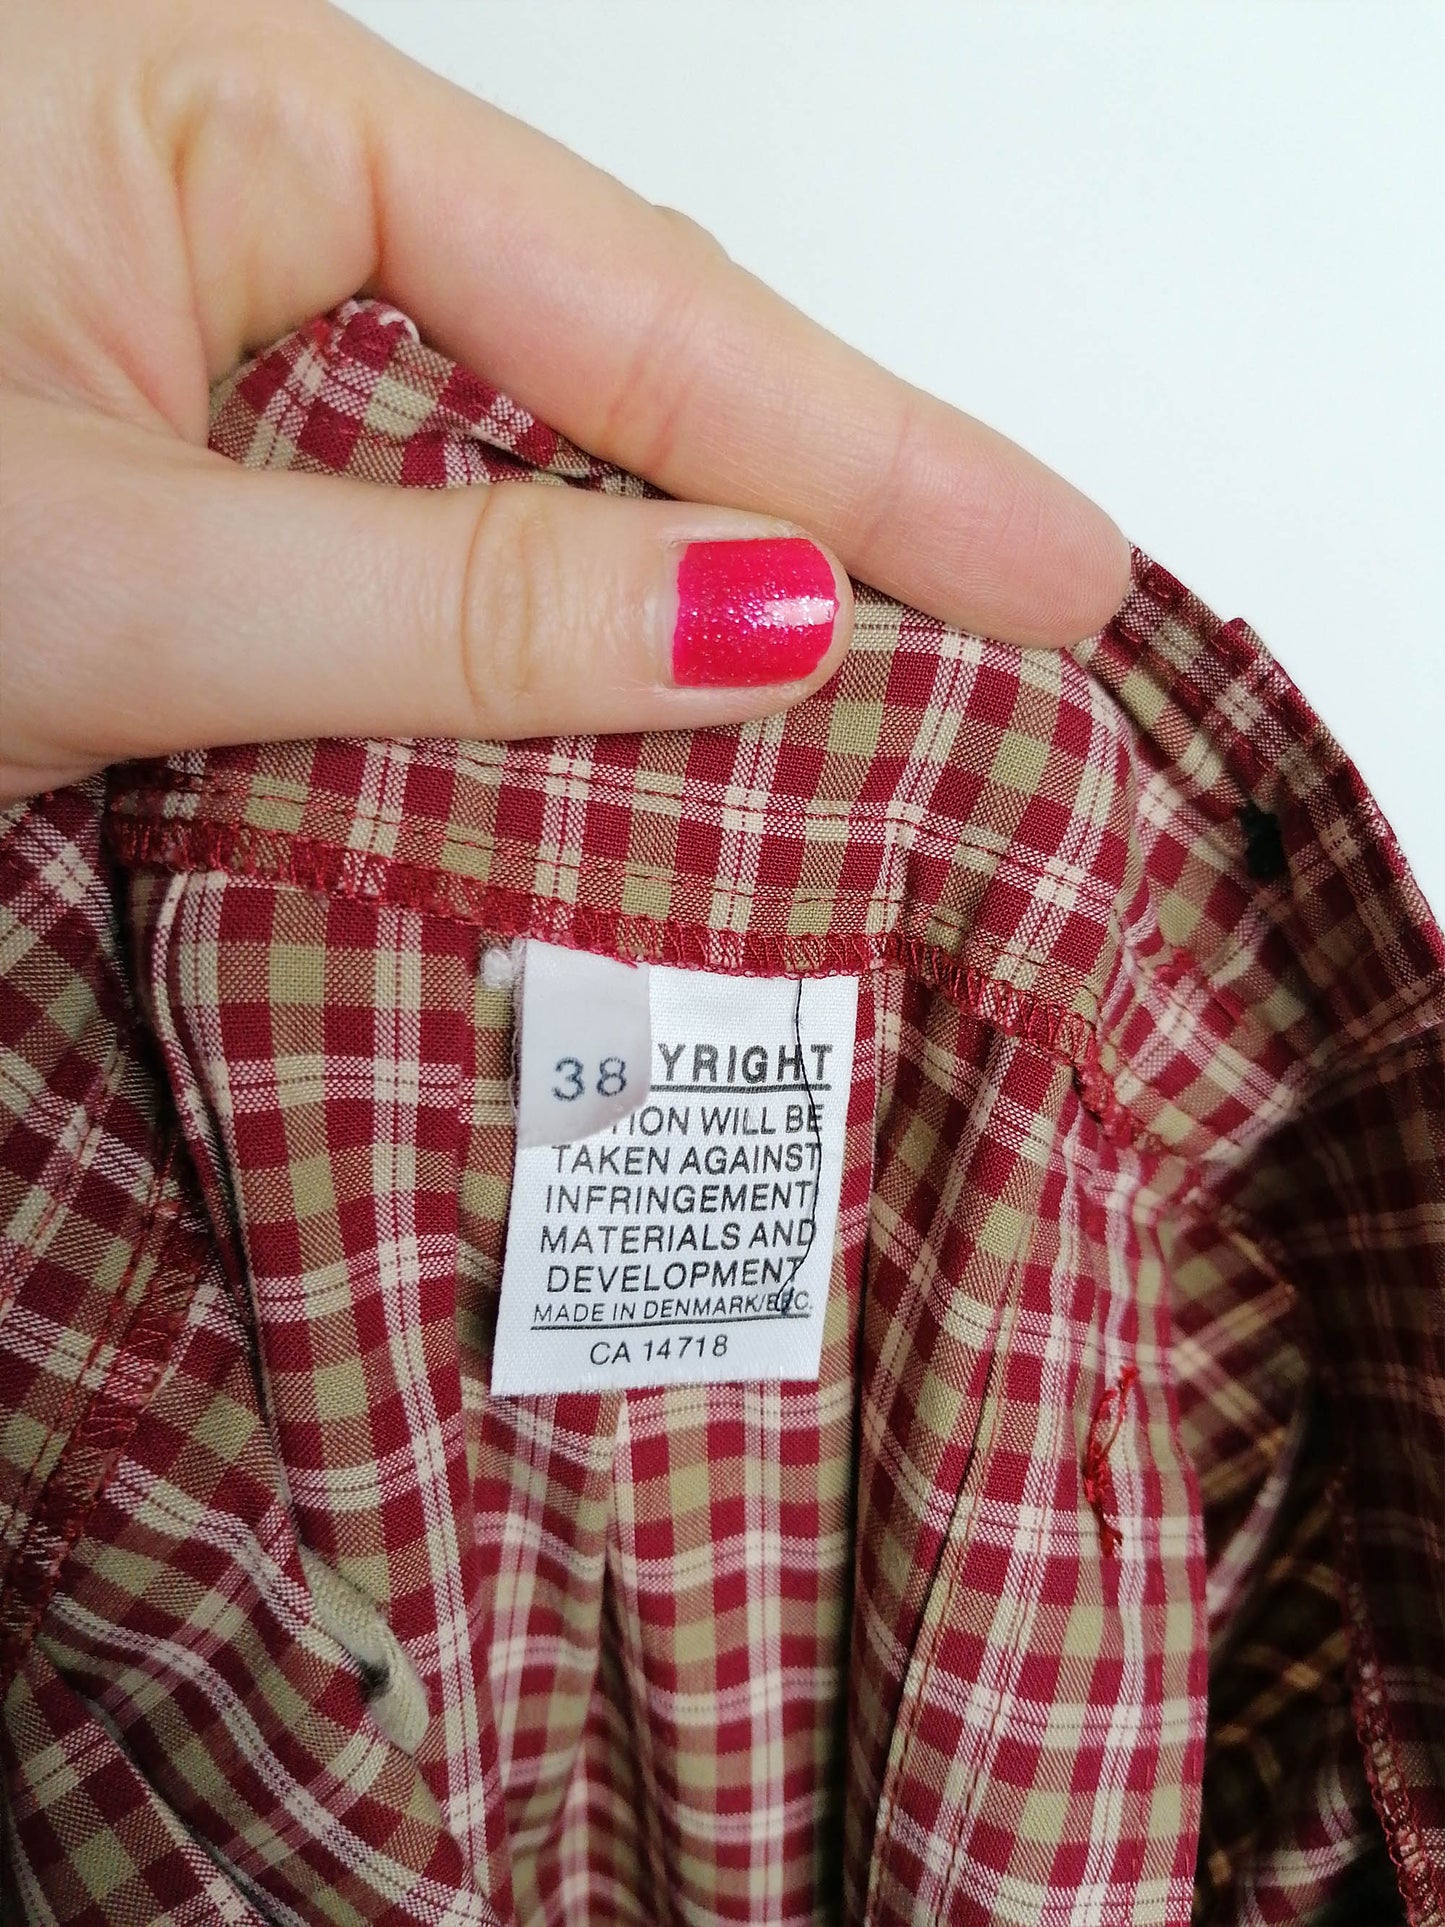 38
YRIGHT
TION WILL BE
TAKEN AGAINST
INFRINGEMENT
MATERIALS AND
DEVELOPMENT
MADE IN DENMARK/EEC.
CA 14718